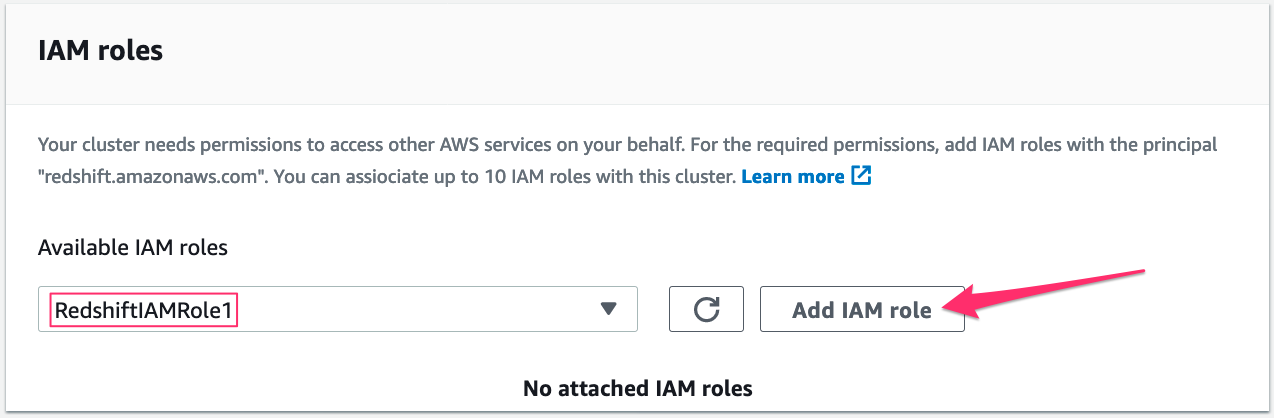 IAM roles
Your cluster needs permissions to access other AWS services on your behalf. For the required permissions, add IAM roles with the principal
"redshift.amazonaws.com". You can assiociate up to 10 IAM roles with this cluster. Learn more
Available IAM roles
RedshiftIAMRole1
Add IAM role
No attached IAM roles